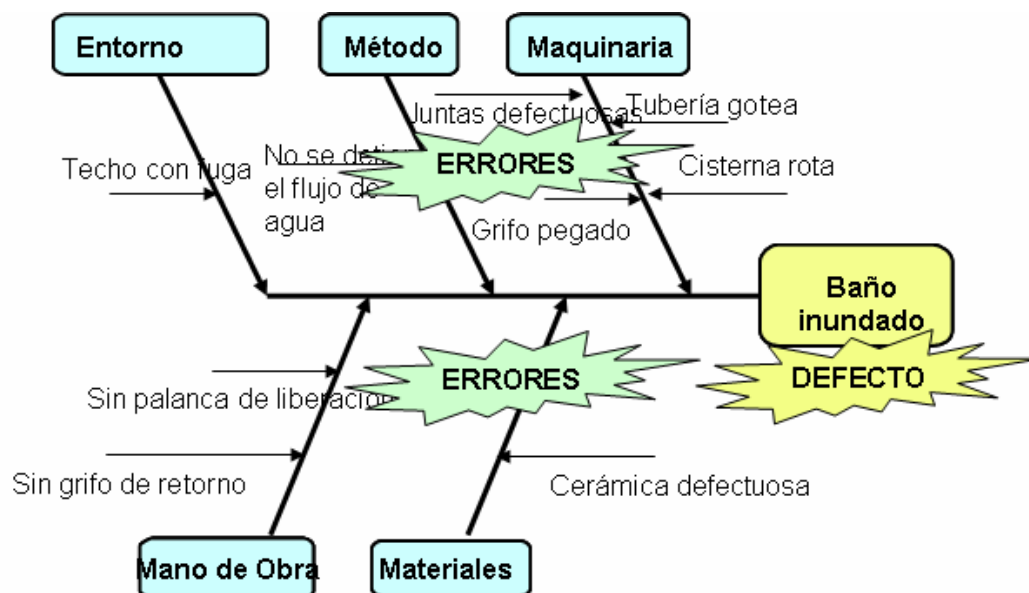 Entorno
Método
Maquinaria
Juntas defectuosas
Tubería gotea
Techo con fuga
No se
el flujo de
agua
ERRORES
Cisterna rota
Grifo pegado
Baño
inundado
Sin palanca de
ERRORES
DEFECTO
Sin grifo de retorno
Cerámica defectuosa
Mano de Obra
Materiales